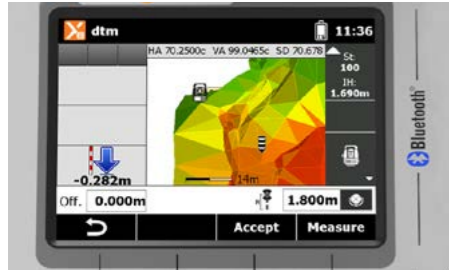 dtm
11:36
HA 70.2500c VA 99.0465c SD 70.678
St:
100
IH:
1.690m
-0.282m
14m
Off. 0.000m
1.800m
Accept
Measure
Bluetooth®